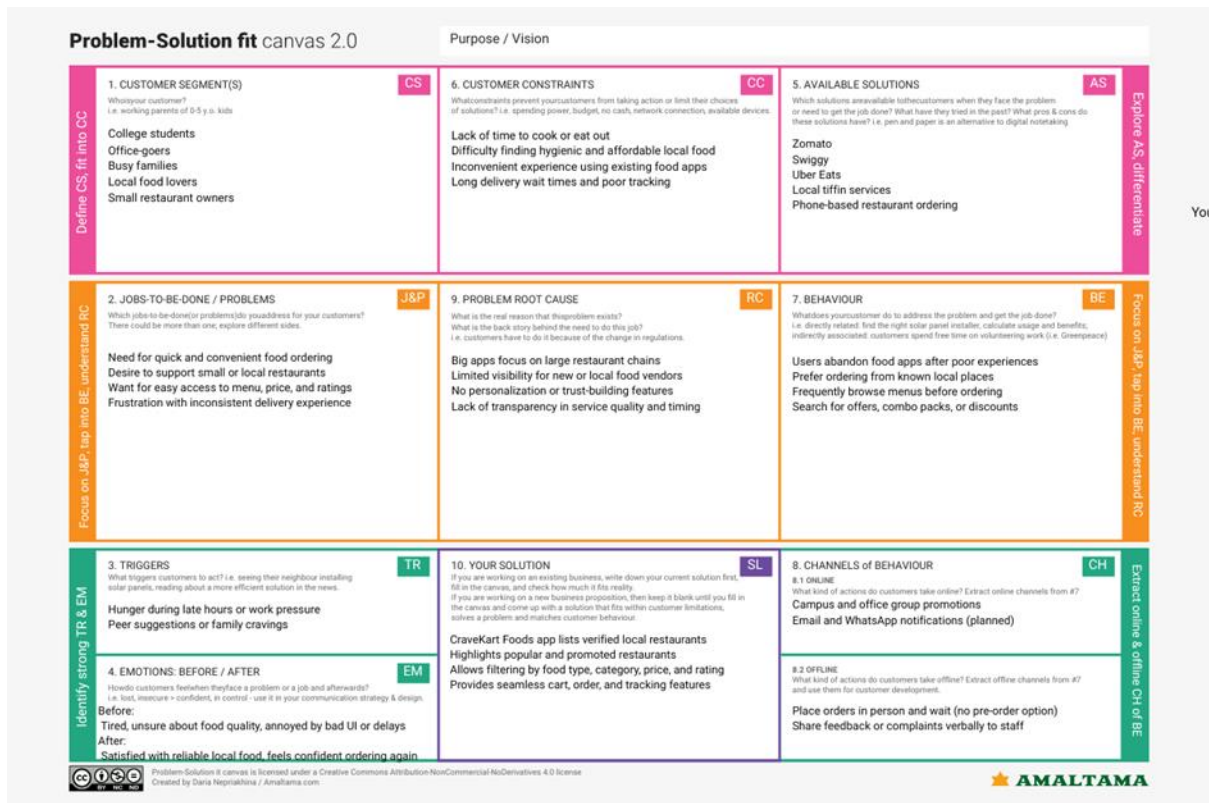 Problem-Solution fit canvas 2.0
Purpose / Vision
Define CS, fit into CC
1. CUSTOMER SEGMENT(S)
CS
Whoisyour customer?
i.e. working parents of 0-5 y.o. kids
College students
Office-goers
Busy families
Local food lovers
Small restaurant owners
6. CUSTOMER CONSTRAINTS
CC
Whatconstraints prevent yourcustomers from taking action or limit their choices
of solutions? i.e. spending power, budget, no cash, network connection, available devices.
Lack of time to cook or eat out
Difficulty finding hygienic and affordable local food
Inconvenient experience using existing food apps
Long delivery wait times and poor tracking
5. AVAILABLE SOLUTIONS
AS
Which solutions areavailable tothecustomers when they face the problem
or need to get the job done? What have they tried in the past? What pros & cons do
these solutions have? i.e. pen and paper is an alternative to digital notetaking
Zomato
Swiggy
Uber Eats
Local tiffin services
Phone-based restaurant ordering
Explore AS, differentiate
You
Focus on J&P, tap into BE, understand RC
2. JOBS-TO-BE-DONE / PROBLEMS
J&P
Which jobs-to-be-done(or problems)do youaddress for your customers?
There could be more than one; explore different sides.
Need for quick and convenient food ordering
Desire to support small or local restaurants
Want for easy access to menu, price, and ratings
Frustration with inconsistent delivery experience
9. PROBLEM ROOT CAUSE
RC
What is the real reason that thisproblem exists?
What is the back story behind the need to do this job?
i.e. customers have to do it because of the change in regulations.
Big apps focus on large restaurant chains
Limited visibility for new or local food vendors
No personalization or trust-building features
Lack of transparency in service quality and timing
7. BEHAVIOUR
BE
Whatdoes yourcustomer do to address the problem and get the job done?
i.e. directly related: find the right solar panel installer, calculate usage and benefits;
indirectly associated: customers spend free time on volunteering work (i.e. Greenpeace)
Users abandon food apps after poor experiences
Prefer ordering from known local places
Frequently browse menus before ordering
Search for offers, combo packs, or discounts
Focus on J&P, tap into BE, understand RC
Identify strong TR & EM
3. TRIGGERS
TR
What triggers customers to act? i.e. seeing their neighbour installing
solar panels, reading about a more efficient solution in the news.
Hunger during late hours or work pressure
Peer suggestions or family cravings
4. EMOTIONS: BEFORE / AFTER
EM
Howdo customers feelwhen theyface a problem or a job and afterwards?
i.e. lost, insecure > confident, in control - use it in your communication strategy & design.
Before:
Tired, unsure about food quality, annoyed by bad UI or delays
After:
Satisfied with reliable local food, feels confident ordering again
10. YOUR SOLUTION
SL
If you are working on an existing business, write down your current solution first,
fill in the canvas, and check how much it fits reality.
If you are working on a new business proposition, then keep it blank until you fill in
the canvas and come up with a solution that fits within customer limitations,
solves a problem and matches customer behaviour.
CraveKart Foods app lists verified local restaurants
Highlights popular and promoted restaurants
Allows filtering by food type, category, price, and rating
Provides seamless cart, order, and tracking features
8. CHANNELS of BEHAVIOUR
CH
8.1 ONLINE
What kind of actions do customers take online? Extract online channels from #7
Campus and office group promotions
Email and WhatsApp notifications (planned)
8.2 OFFLINE
What kind of actions do customers take offline? Extract offline channels from #7
and use them for customer development.
Place orders in person and wait (no pre-order option)
Share feedback or complaints verbally to staff
Extract online & offline CH of BE
CC
BY NC ND
Problem-Solution it canvas is licensed under a Creative Commons Attribution-NonCommercial-NoDerivatives 4.0 license
Created by Daria Nepriakhina / Amaltama.com
AMALTAMA